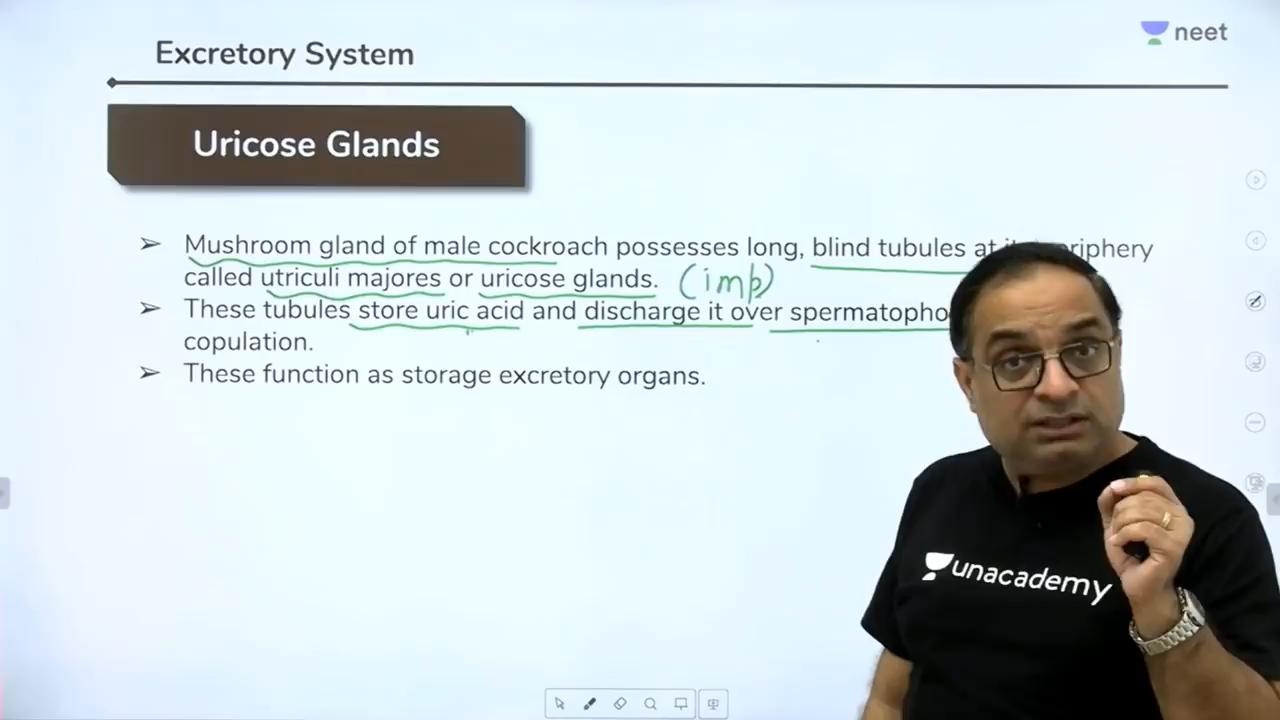 neet
Excretory System
Uricose Glands
➢ Mushroom gland of male cockroach possesses long, blind tubules at
called utriculi majores or uricose glands. (imp)
➢ These tubules store uric acid and discharge it over
copulation.
➢ These function as storage excretory organs.
unacademy